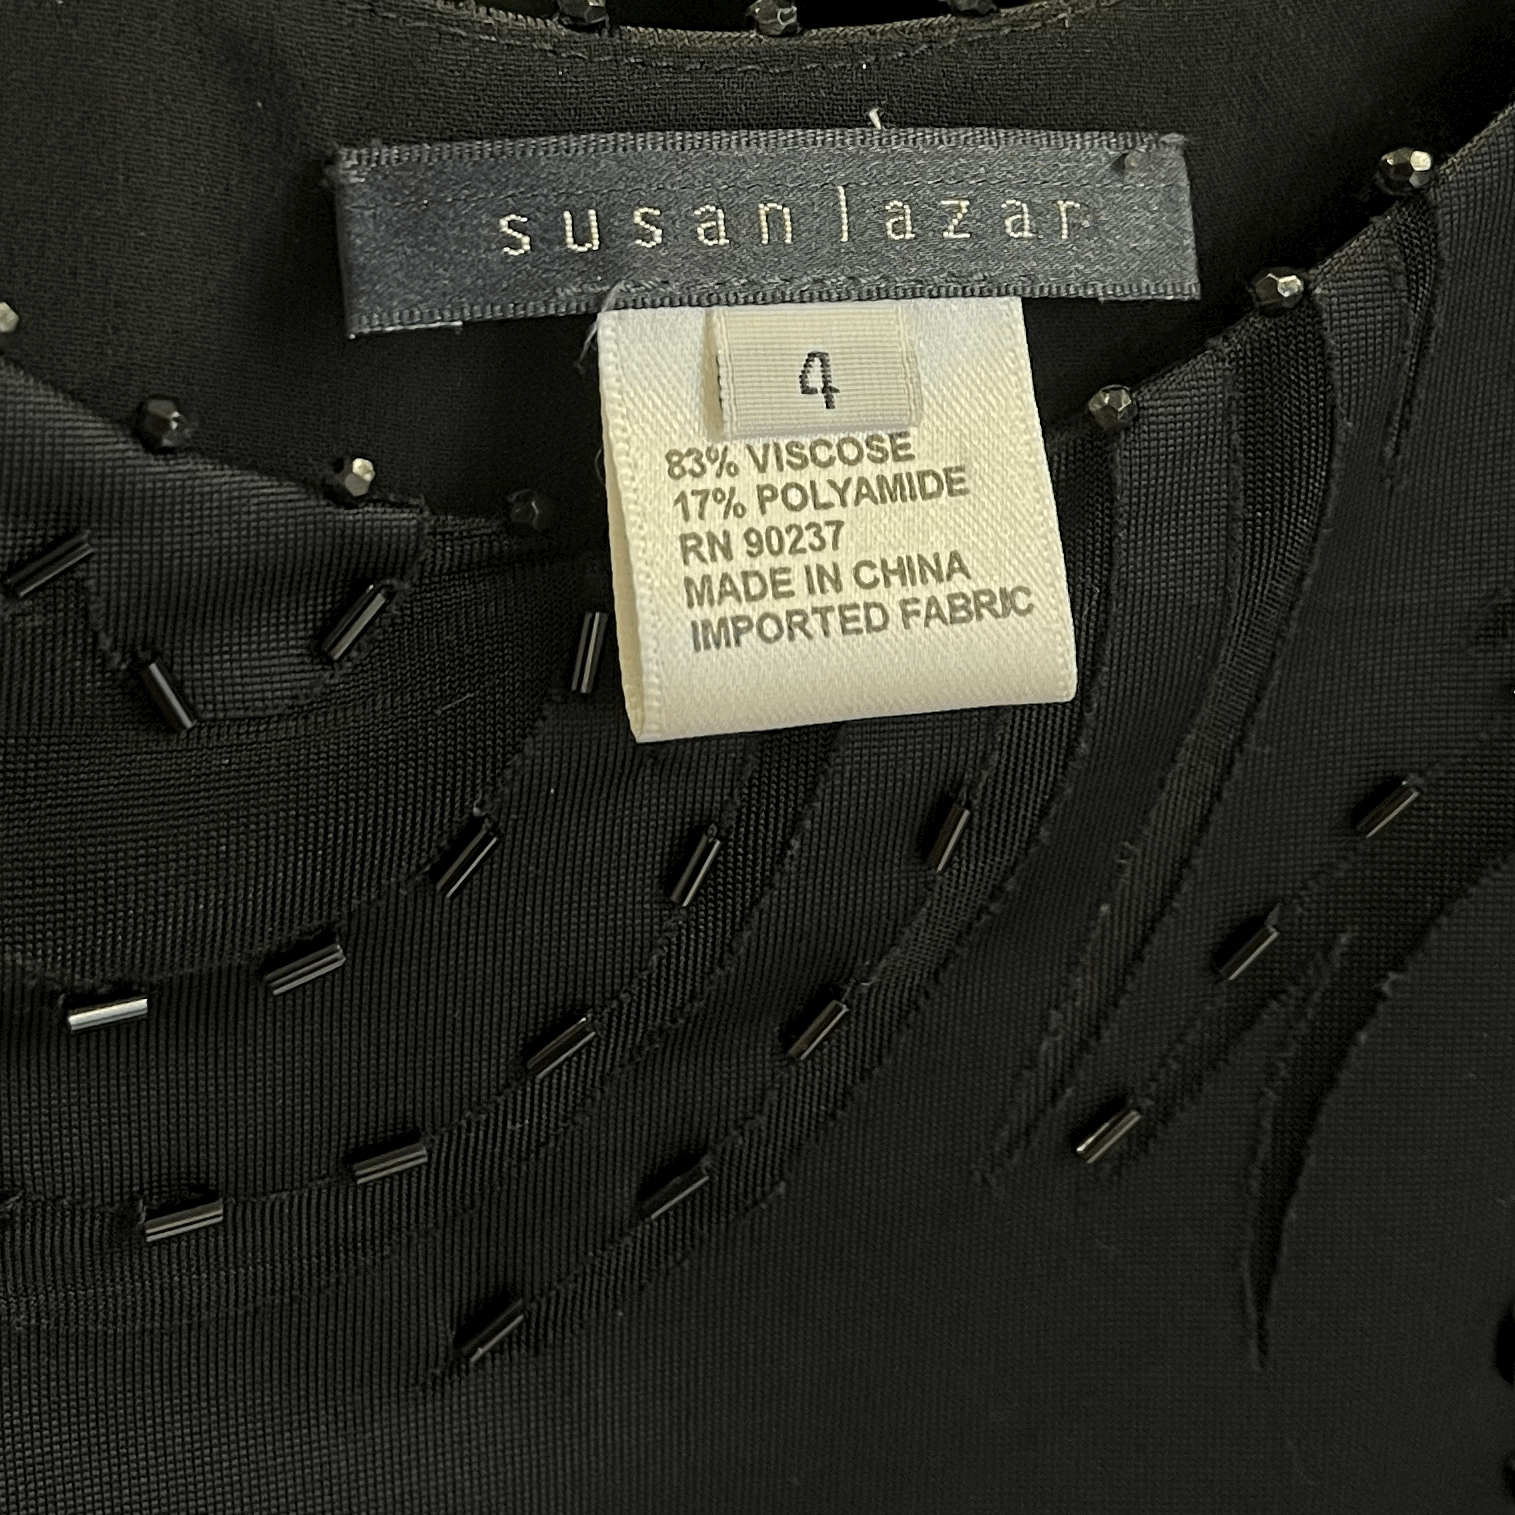 susan lazar
4
83% VISCOSE
17% POLYAMIDE
RN 90237
MADE IN CHINA
IMPORTED FABRIC